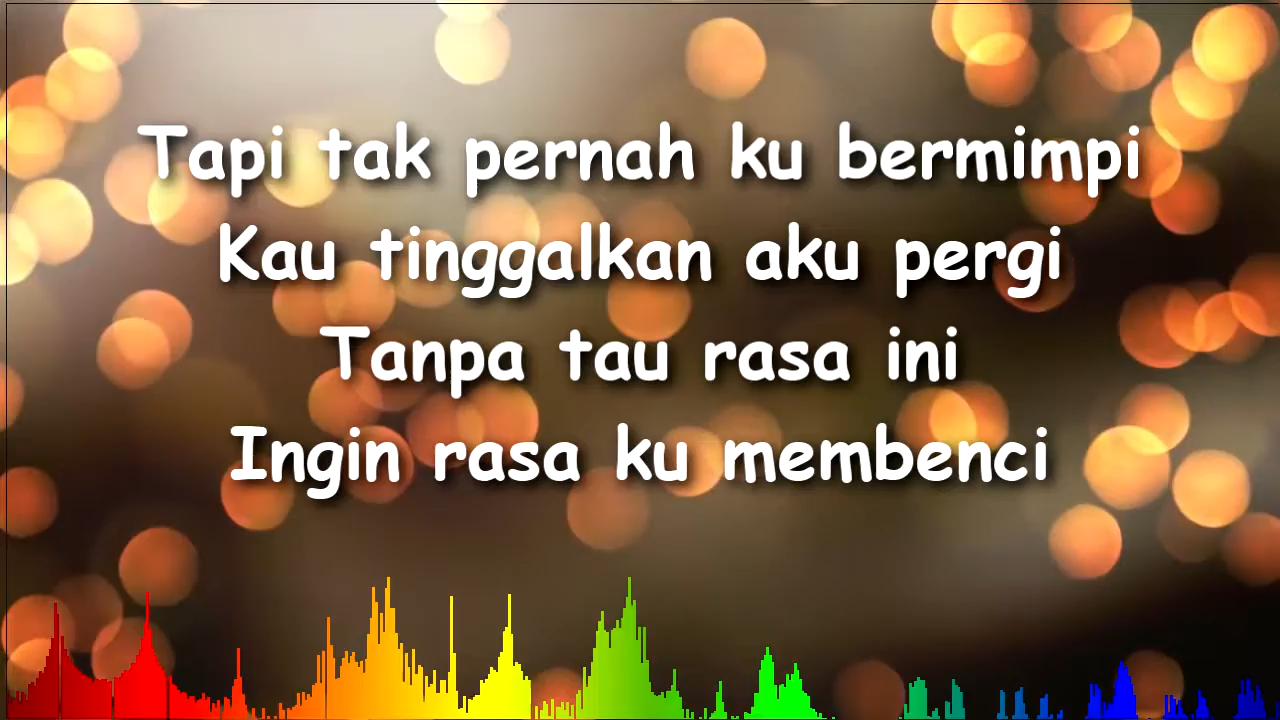 Tapi tak pernah ku bermimpi
Kau tinggalkan aku pergi
Tanpa tau rasa ini
Ingin rasa ku membenci